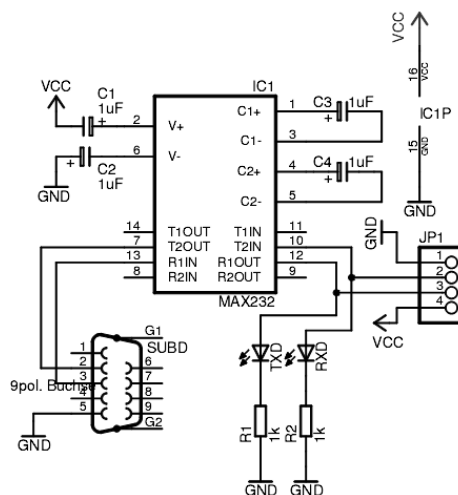 VCC
VCC
C1
1uF
C2
1uF
GND
IC1
2 V+
6 V-
C1+ 1
C1- 3
C2+ 4
C2- 5
C3 1uF
C4 1uF
16 VCC
IC1P
15 GND
GND
GND
14 T1OUT T1IN 11
7 T2OUT T2IN 10
13 R1IN R1OUT 12
8 R2IN R2OUT 9
MAX232
JP1
1
2
3
4
VCC
G1
SUBD
1
2
3
4
5
6
7
8
9
9pol. Buchse
G2
GND
TXD
RXD
R1
1k
R2
1k
GND
GND